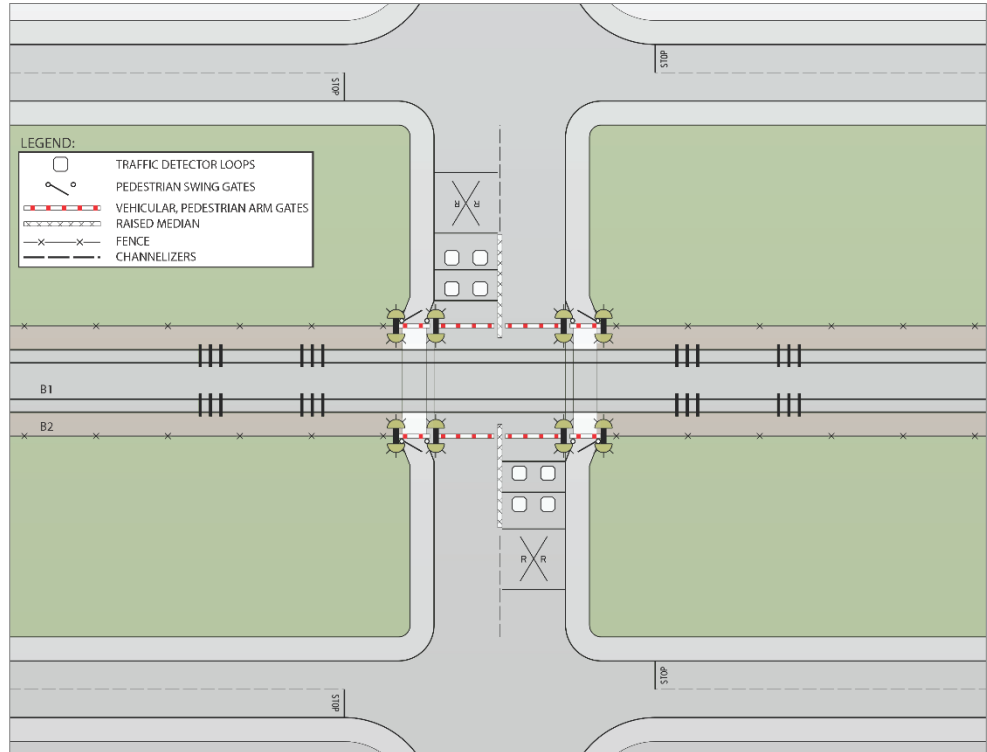 STOP
STOP
LEGEND:
TRAFFIC DETECTOR LOOPS
PEDESTRIAN SWING GATES
VEHICULAR, PEDESTRIAN ARM GATES
RAISED MEDIAN
FENCE
CHANNELIZERS
R R
B1
B2
R R
STOP
STOP